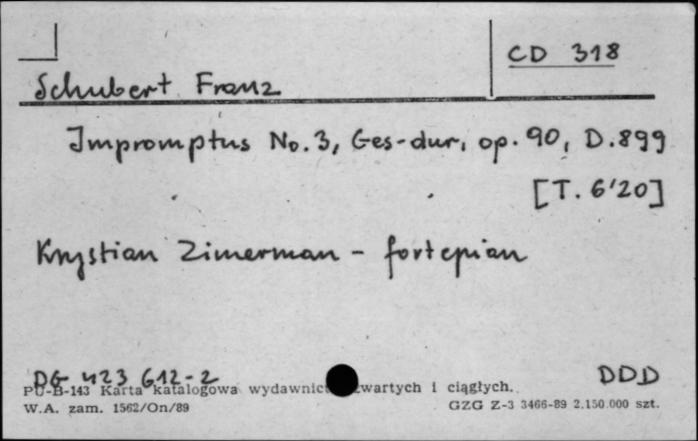 CD 318
Schubert Franz
Impromptus No. 3, Ges-dur, op. 90, D. 899
[T. 6'20]
Krystian Zimerman - fortepian
DG 423 612-2 DDD
PU-B-143 Karta katalogowa wydawnict zwartych i ciągłych.
W.A. zam. 1562/On/89 GZG Z-3 3466-89 2.150.000 szt.